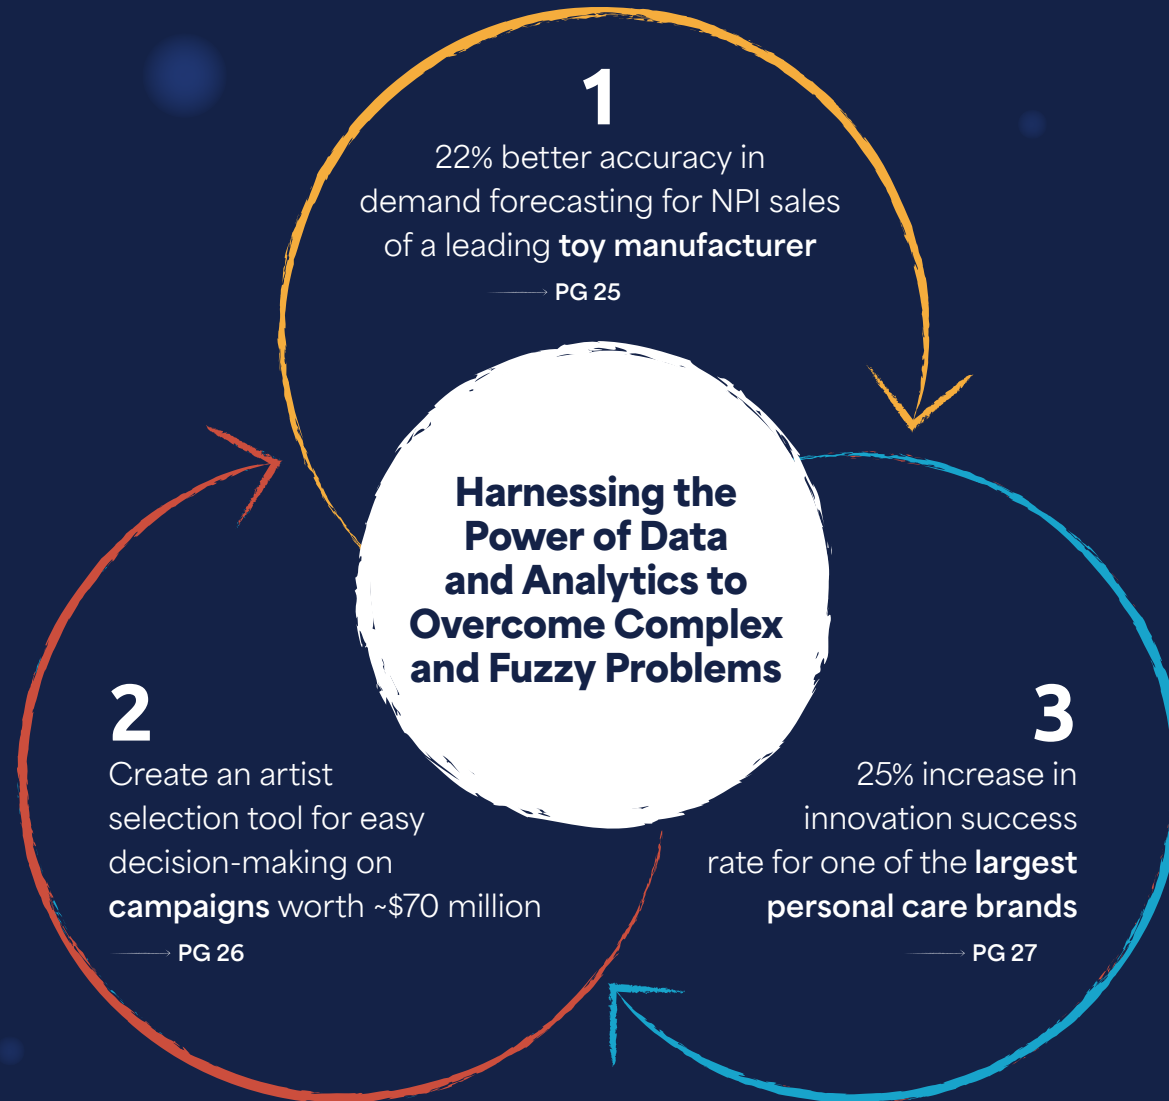 1
22% better accuracy in
demand forecasting for NPI sales
of a leading toy manufacturer
PG 25
Harnessing the
Power of Data
and Analytics to
Overcome Complex
and Fuzzy Problems
2
Create an artist
selection tool for easy
decision-making on
campaigns worth ~$70 million
PG 26
3
25% increase in
innovation success
rate for one of the largest
personal care brands
PG 27